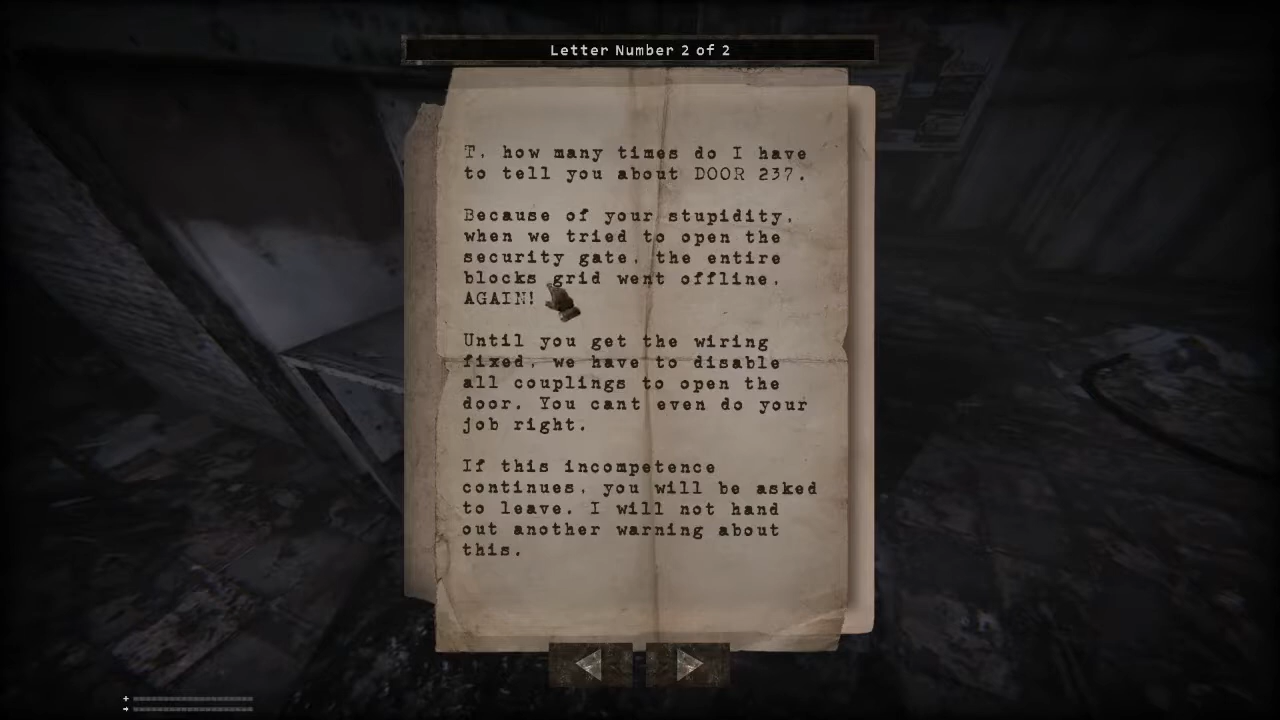 Letter Number 2 of 2
T, how many times do I have
to tell you about DOOR 237.
Because of your stupidity,
when we tried to open the
security gate, the entire
blocks grid went offline,
AGAIN!
Until you get the wiring
fixed, we have to disable
all couplings to open the
door. You cant even do your
job right.
If this incompetence
continues, you will be asked
to leave. I will not hand
out another warning about
this.